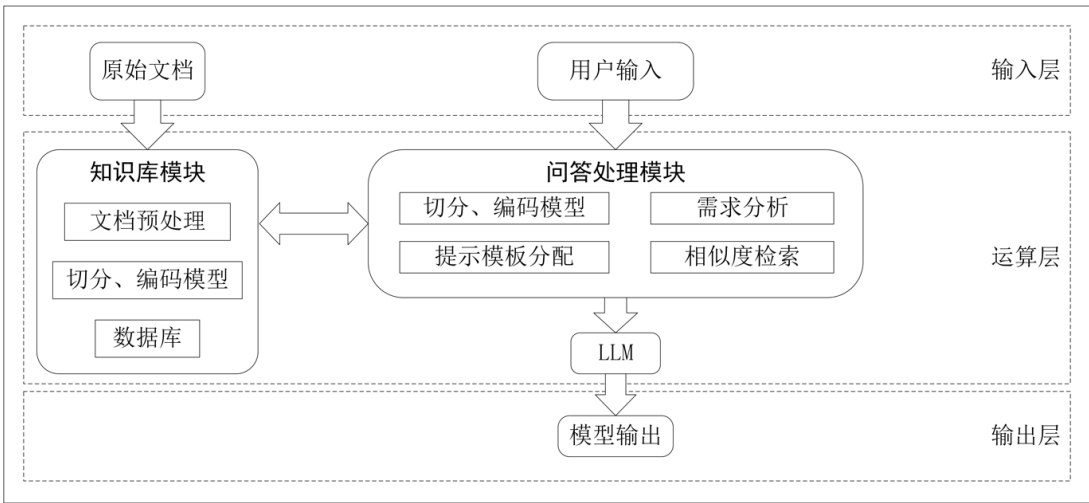 原始文档
用户输入
输入层
知识库模块
文档预处理
切分、编码模型
数据库
问答处理模块
切分、编码模型
需求分析
提示模板分配
相似度检索
运算层
LLM
模型输出
输出层